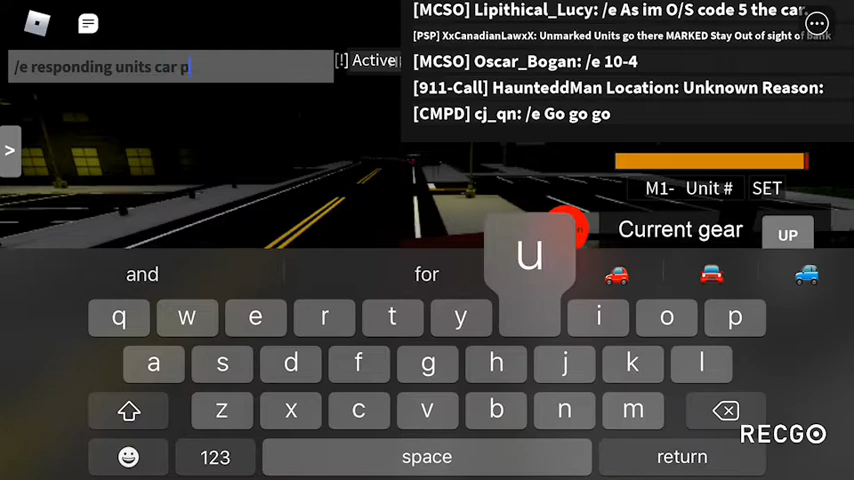 [MCSO] Lipithical_Lucy: /e As im O/S code 5 the car.
[PSP] XxCanadianLawxX: Unmarked Units go there MARKED Stay Out of sight of bank
/e responding units car p
[!] Active
[MCSO] Oscar_Bogan: /e 10-4
[911-Call] HaunteddMan Location: Unknown Reason:
[CMPD] cj_qn: /e Go go go
>
M1- Unit # SET
Current gear
UP
u
and for
q w e r t y i o p
a s d f g h j k l
z x c v b n m
123 space return
RECGO